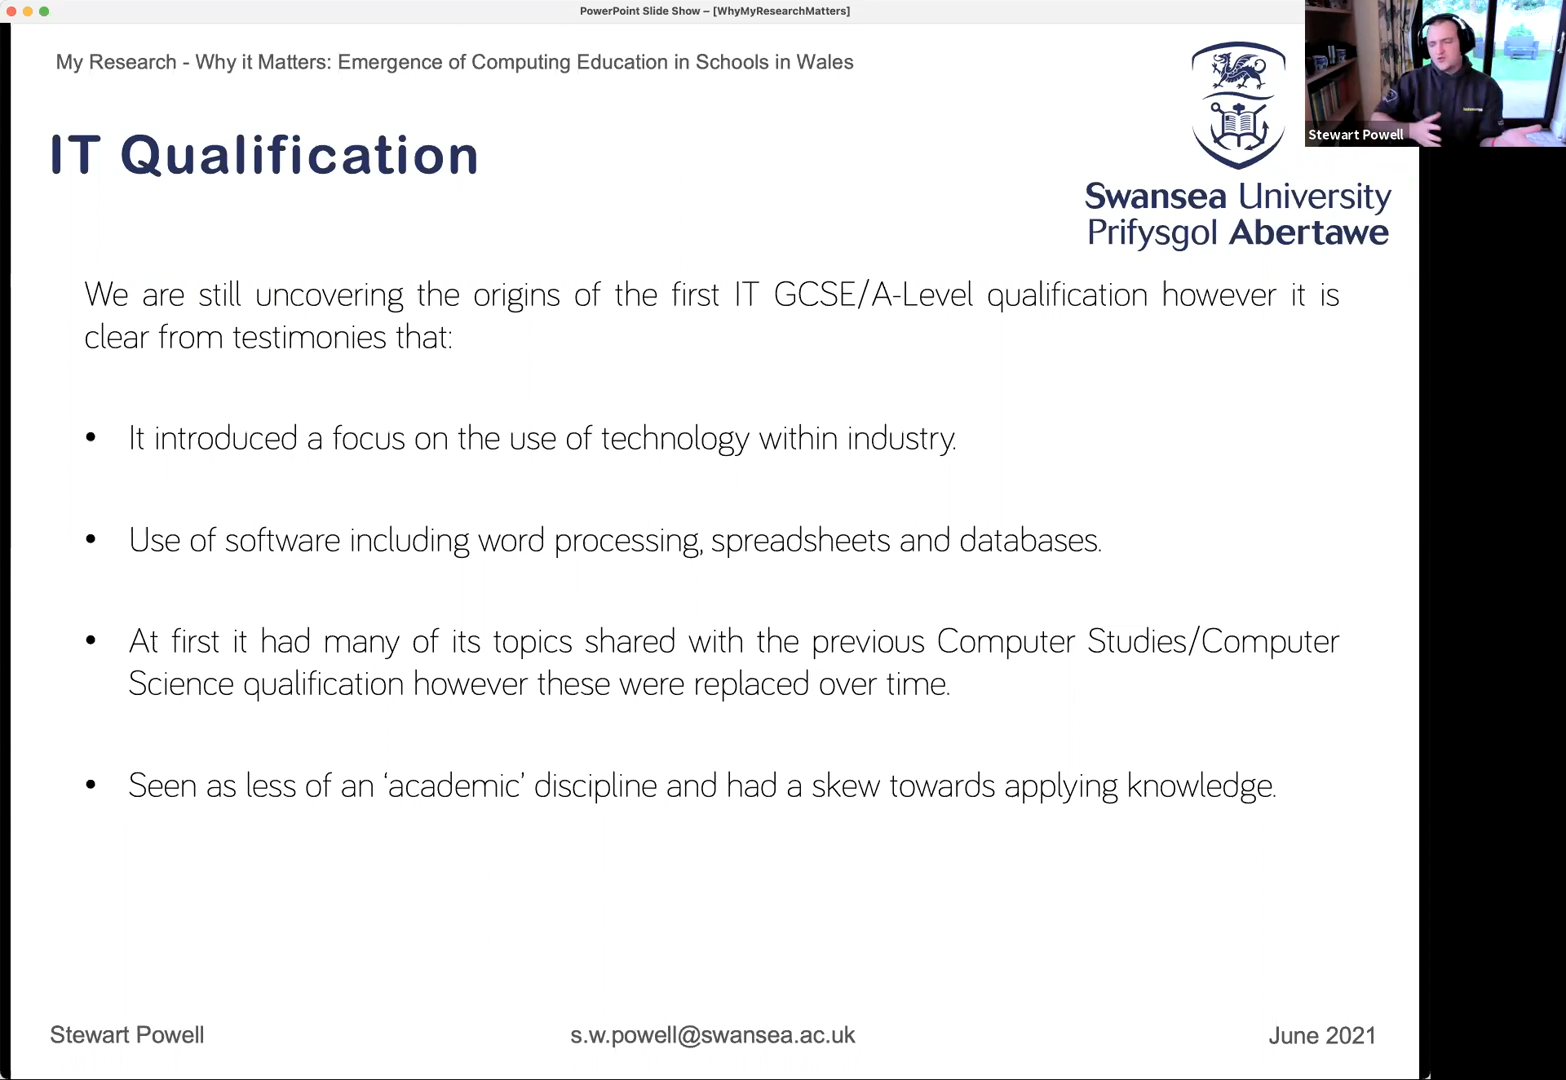 PowerPoint Slide Show – [WhyMyResearchMatters]
My Research - Why it Matters: Emergence of Computing Education in Schools in Wales
Stewart Powell
IT Qualification
Swansea University
Prifysgol Abertawe
We are still uncovering the origins of the first IT GCSE/A-Level qualification however it is
clear from testimonies that:
• It introduced a focus on the use of technology within industry.
• Use of software including word processing, spreadsheets and databases.
• At first it had many of its topics shared with the previous Computer Studies/Computer
Science qualification however these were replaced over time.
• Seen as less of an ‘academic’ discipline and had a skew towards applying knowledge.
Stewart Powell
s.w.powell@swansea.ac.uk
June 2021